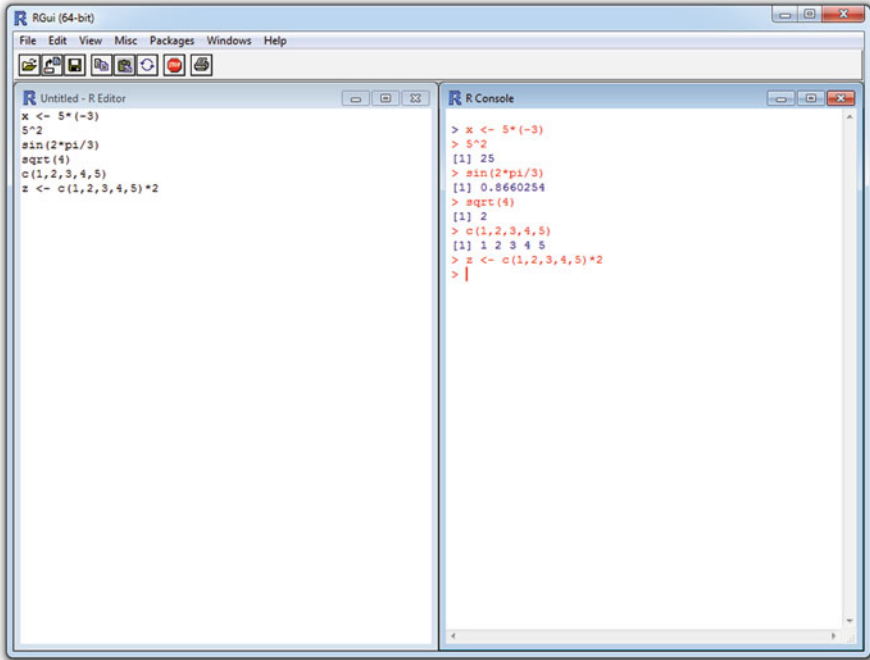 RGui (64-bit)
File Edit View Misc Packages Windows Help
STOP
Untitled - R Editor
x <- 5*(-3)
5^2
sin(2*pi/3)
sqrt(4)
c(1,2,3,4,5)
z <- c(1,2,3,4,5)*2
R Console
> x <- 5*(-3)
> 5^2
[1] 25
> sin(2*pi/3)
[1] 0.8660254
> sqrt(4)
[1] 2
> c(1,2,3,4,5)
[1] 1 2 3 4 5
> z <- c(1,2,3,4,5)*2
>